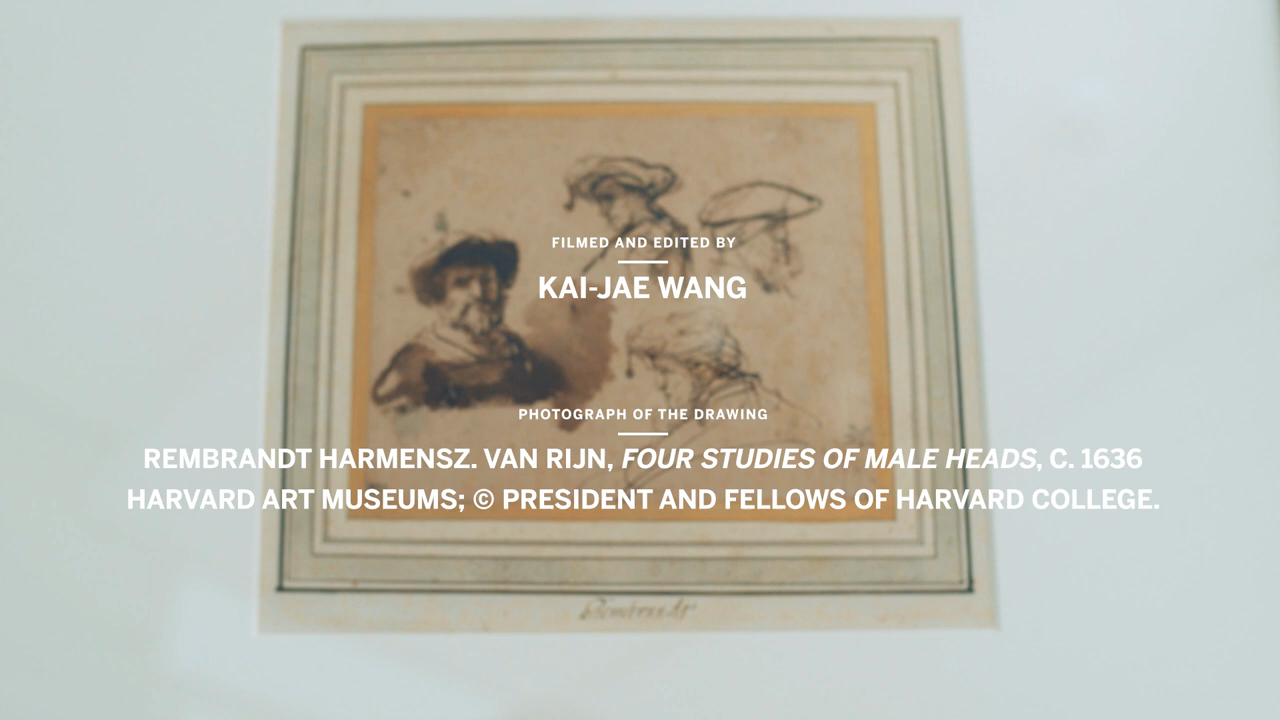 FILMED AND EDITED BY
KAI-JAE WANG
PHOTOGRAPH OF THE DRAWING
REMBRANDT HARMENSZ. VAN RIJN, FOUR STUDIES OF MALE HEADS, C. 1636
HARVARD ART MUSEUMS; © PRESIDENT AND FELLOWS OF HARVARD COLLEGE.
Rembrandt